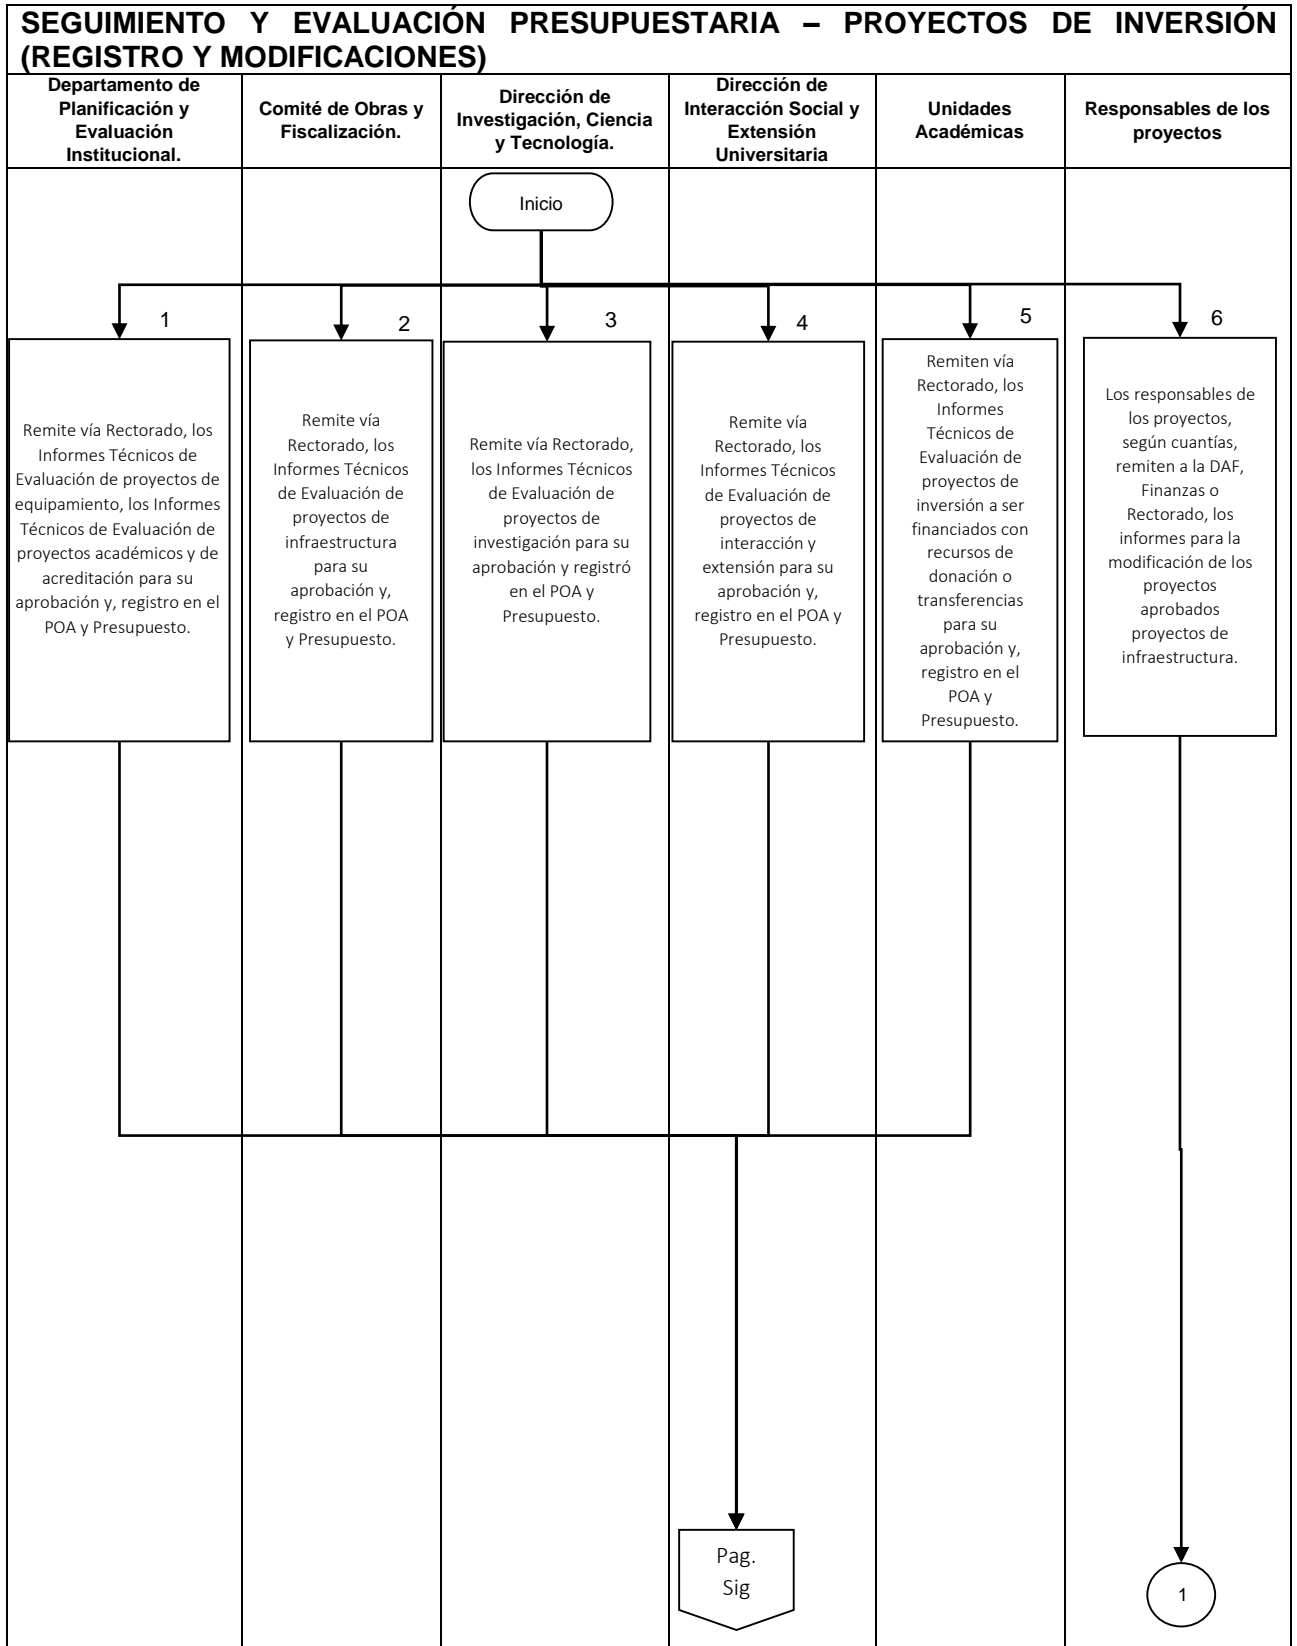 SEGUIMIENTO Y EVALUACIÓN PRESUPUESTARIA – PROYECTOS DE INVERSIÓN
(REGISTRO Y MODIFICACIONES)
Departamento de
Planificación y
Evaluación
Institucional.
Comité de Obras y
Fiscalización.
Dirección de
Investigación, Ciencia
y Tecnología.
Dirección de
Interacción Social y
Extensión
Universitaria
Unidades
Académicas
Responsables de los
proyectos
Inicio
1
2
3
4
5
6
Remite vía Rectorado, los
Informes Técnicos de
Evaluación de proyectos de
equipamiento, los Informes
Técnicos de Evaluación de
proyectos académicos y de
acreditación para su
aprobación y, registro en el
POA y Presupuesto.
Remite vía
Rectorado, los
Informes Técnicos
de Evaluación de
proyectos de
infraestructura
para su
aprobación y,
registro en el POA
y Presupuesto.
Remite vía Rectorado,
los Informes Técnicos
de Evaluación de
proyectos de
investigación para su
aprobación y registró
en el POA y
Presupuesto.
Remite vía
Rectorado, los
Informes Técnicos
de Evaluación de
proyectos de
interacción y
extensión para su
aprobación y,
registro en el POA y
Presupuesto.
Remiten vía
Rectorado, los
Informes
Técnicos de
Evaluación de
proyectos de
inversión a ser
financiados con
recursos de
donación o
transferencias
para su
aprobación y,
registro en el
POA y
Presupuesto.
Los responsables de
los proyectos,
según cuantías,
remiten a la DAF,
Finanzas o
Rectorado, los
informes para la
modificación de los
proyectos
aprobados
proyectos de
infraestructura.
Pag.
Sig
1